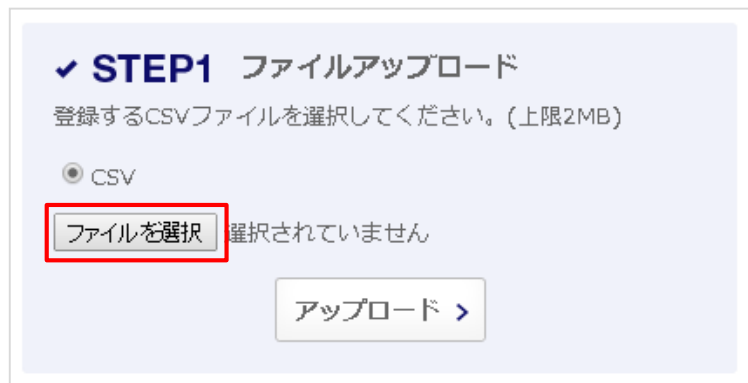 STEP1 ファイルアップロード
登録するCSVファイルを選択してください。(上限2MB)
CSV
ファイルを選択 選択されていません
アップロード